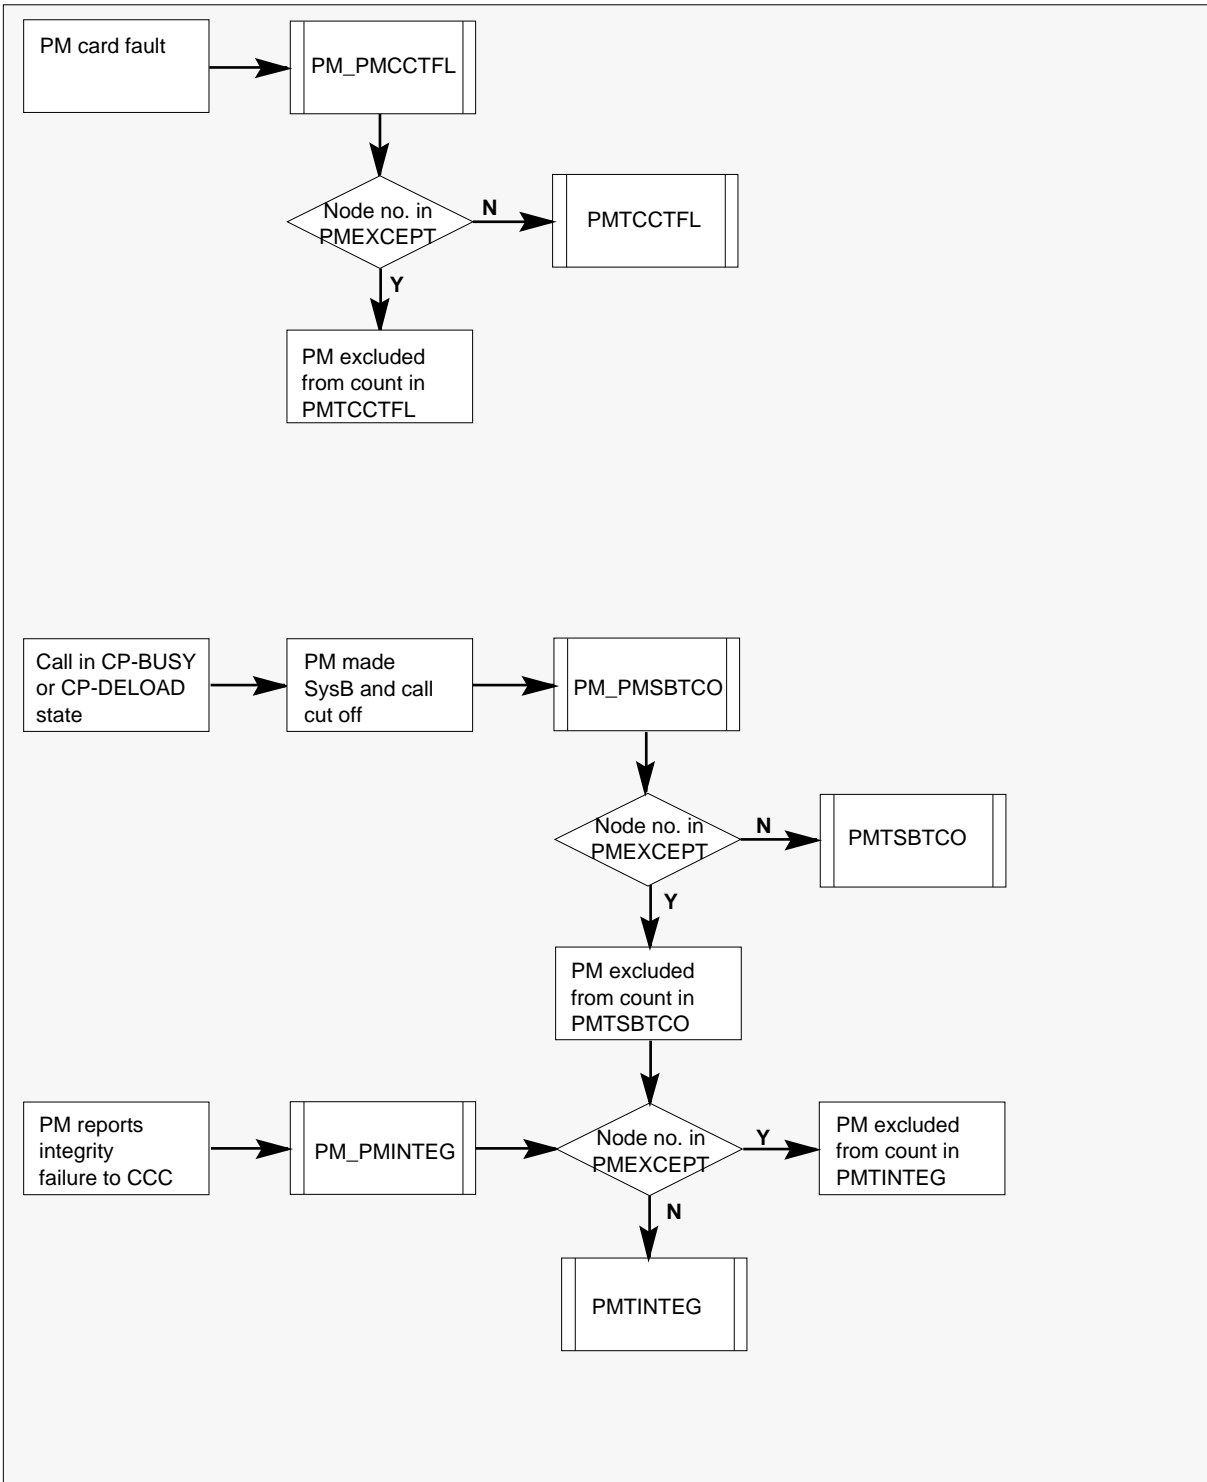 PM card fault
PM_PMCCTFL
Node no. in
PMEXCEPT
N
PMTCCTFL
Y
PM excluded
from count in
PMTCCTFL
Call in CP-BUSY
or CP-DELOAD
state
PM made
SysB and call
cut off
PM_PMSBTCO
Node no. in
PMEXCEPT
N
PMTSBTCO
Y
PM excluded
from count in
PMTSBTCO
PM reports
integrity
failure to CCC
PM_PMINTEG
Node no. in
PMEXCEPT
Y
PM excluded
from count in
PMTINTEG
N
PMTINTEG